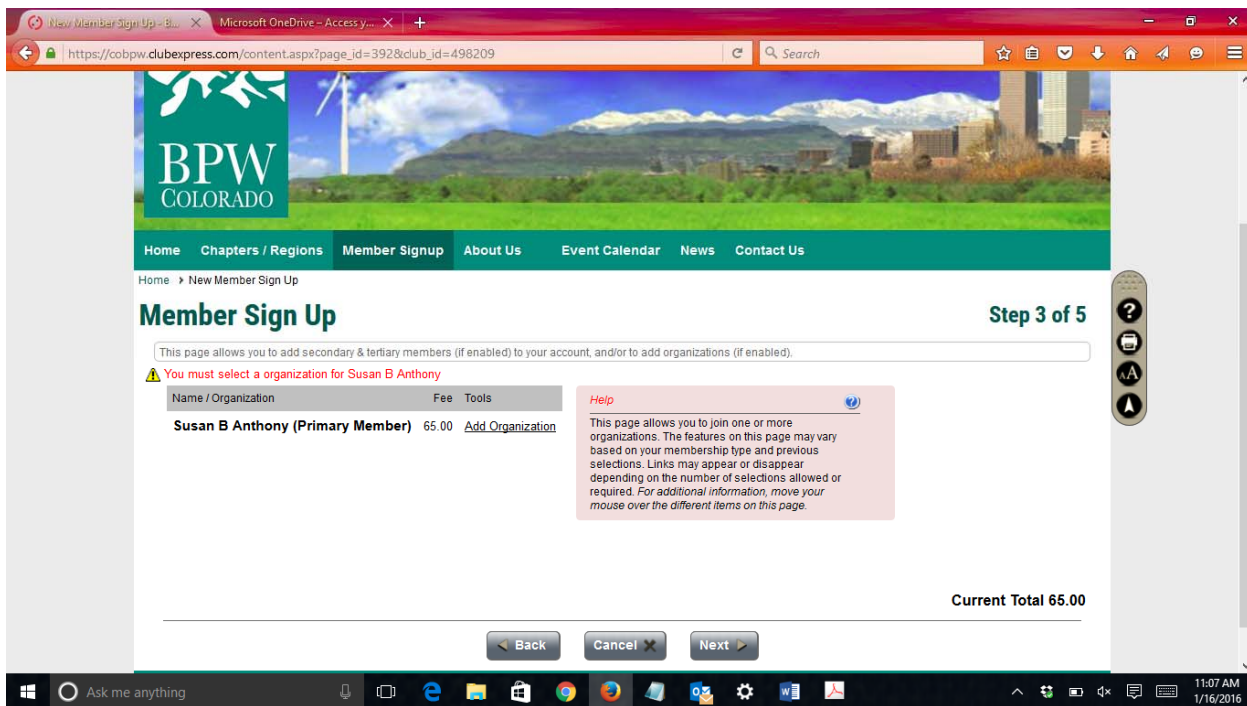 New Member Sign Up - B...
Microsoft OneDrive – Access y...
https://cobpw.clubexpress.com/content.aspx?page_id=392&club_id=498209
Search
BPW
COLORADO
Home Chapters / Regions Member Signup About Us Event Calendar News Contact Us
Home New Member Sign Up
Member Sign Up
Step 3 of 5
This page allows you to add secondary & tertiary members (if enabled) to your account, and/or to add organizations (if enabled).
You must select a organization for Susan B Anthony
Name / Organization Fee Tools
Susan B Anthony (Primary Member) 65.00 Add Organization
Help
This page allows you to join one or more
organizations. The features on this page may vary
based on your membership type and previous
selections. Links may appear or disappear
depending on the number of selections allowed or
required. For additional information, move your
mouse over the different items on this page.
AA
Current Total 65.00
Back Cancel Next
Ask me anything
11:07 AM
1/16/2016